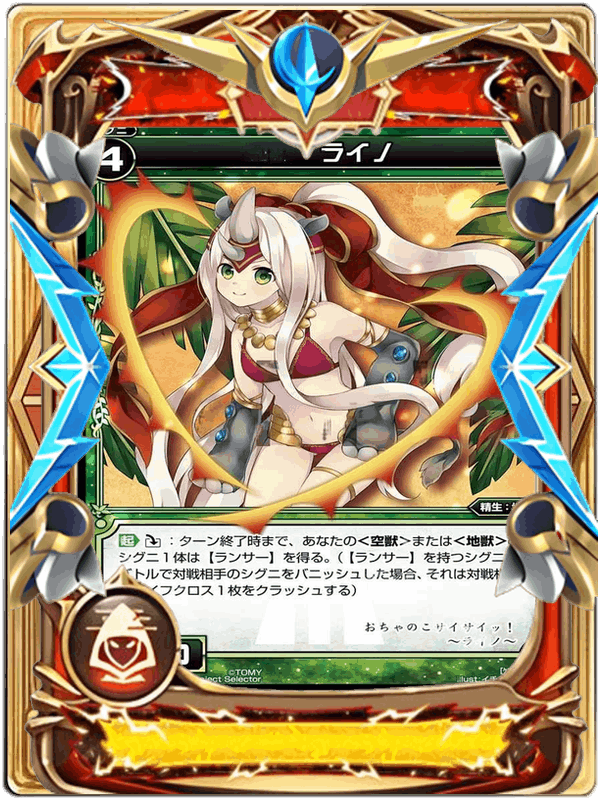 4
ライノ
精生:
起 :ターン終了時まで、あなたの<空獣>または<地獣>
シグニ1体は【ランサー】を得る。(【ランサー】を持つシグニ
バトルで対戦相手のシグニをバニッシュした場合、それは対戦相
イフクロス1枚をクラッシュする)
おちゃのこサイサイッ!
~ライノ~
0
©TOMY
ject Selector
Illust:イチ